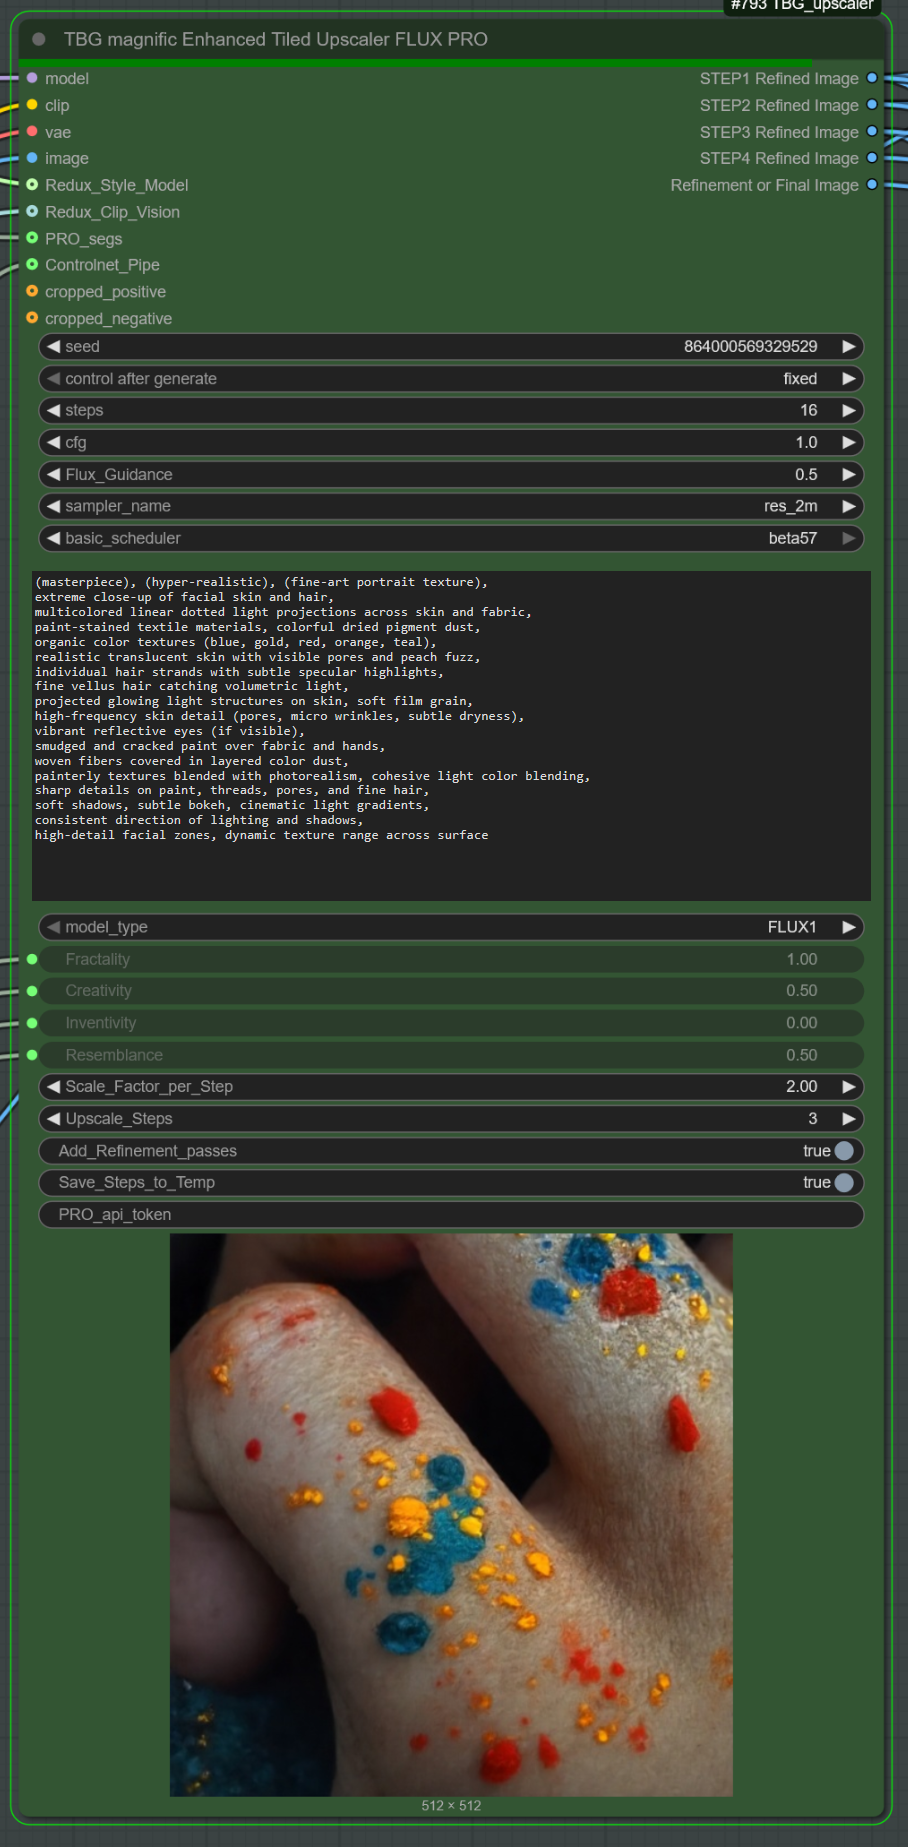 #793 TBG_upscaler
TBG magnific Enhanced Tiled Upscaler FLUX PRO
model STEP1 Refined Image
clip STEP2 Refined Image
vae STEP3 Refined Image
image STEP4 Refined Image
Redux_Style_Model Refinement or Final Image
Redux_Clip_Vision
PRO_segs
Controlnet_Pipe
cropped_positive
cropped_negative
seed 864000569329529
control after generate fixed
steps 16
cfg 1.0
Flux_Guidance 0.5
sampler_name res_2m
basic_scheduler beta57
(masterpiece), (hyper-realistic), (fine-art portrait texture),
extreme close-up of facial skin and hair,
multicolored linear dotted light projections across skin and fabric,
paint-stained textile materials, colorful dried pigment dust,
organic color textures (blue, gold, red, orange, teal),
realistic translucent skin with visible pores and peach fuzz,
individual hair strands with subtle specular highlights,
fine vellus hair catching volumetric light,
projected glowing light structures on skin, soft film grain,
high-frequency skin detail (pores, micro wrinkles, subtle dryness),
vibrant reflective eyes (if visible),
smudged and cracked paint over fabric and hands,
woven fibers covered in layered color dust,
painterly textures blended with photorealism, cohesive light color blending,
sharp details on paint, threads, pores, and fine hair,
soft shadows, subtle bokeh, cinematic light gradients,
consistent direction of lighting and shadows,
high-detail facial zones, dynamic texture range across surface
model_type FLUX1
Fractality 1.00
Creativity 0.50
Inventivity 0.00
Resemblance 0.50
Scale_Factor_per_Step 2.00
Upscale_Steps 3
Add_Refinement_passes true
Save_Steps_to_Temp true
PRO_api_token
512 × 512